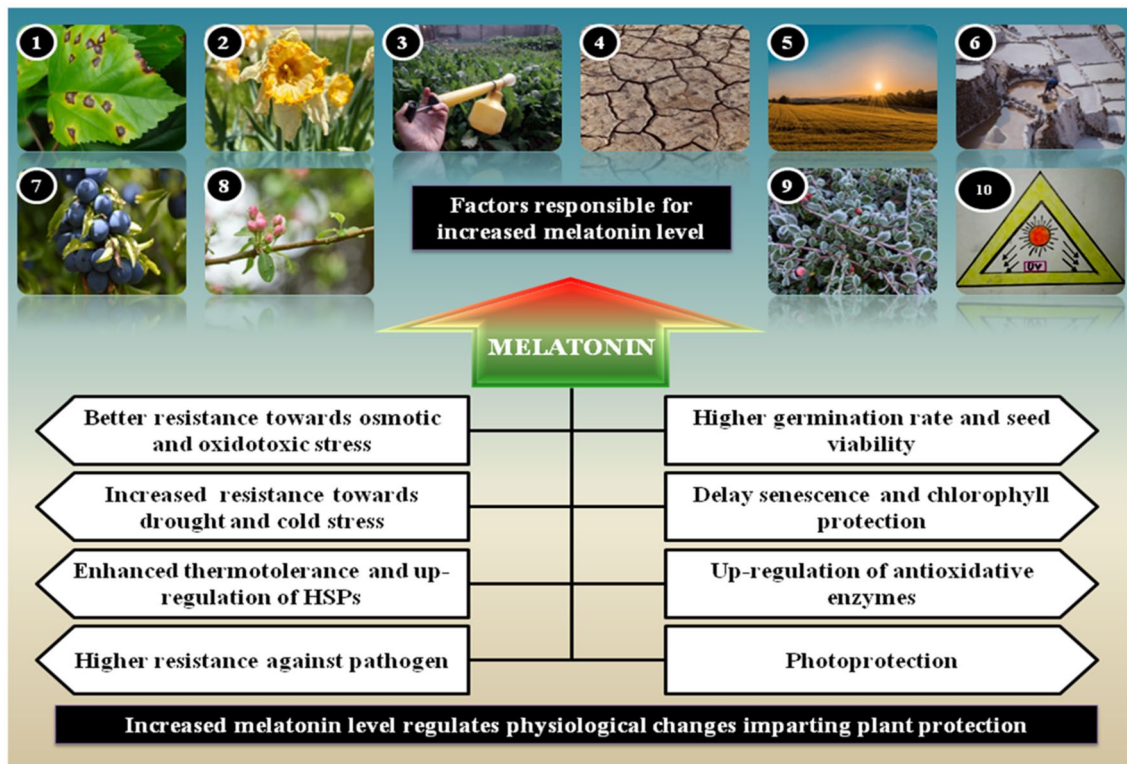 1
2
3
4
5
6
7
8
9
10
UV
Factors responsible for
increased melatonin level
MELATONIN
Better resistance towards osmotic
and oxidotoxic stress
Increased resistance towards
drought and cold stress
Enhanced thermotolerance and up-
regulation of HSPs
Higher resistance against pathogen
Higher germination rate and seed
viability
Delay senescence and chlorophyll
protection
Up-regulation of antioxidative
enzymes
Photoprotection
Increased melatonin level regulates physiological changes imparting plant protection